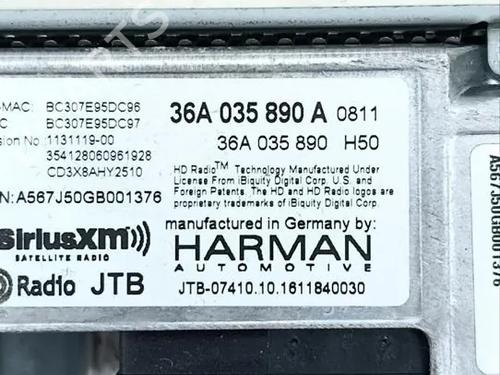 -MAC: BC307E95DC96
C BC307E95DC97
sion No: 1131119-00
354128060961928
CD3X8AHY2510
N: A567J50GB001376
SiriusXM
SATELLITE RADIO
Radio JTB
36A 035 890 A 0811
36A 035 890 H50
HD Radio™ Technology Manufactured Under
License From iBiquity Digital Corp. U.S. and
Foreign Patents. The HD and HD Radio logos are
proprietary trademarks of iBiquity Digital Corp.
manufactured in Germany by:
HARMAN
AUTOMOTIVE
JTB-07410.10.1611840030
A567J50GB001376